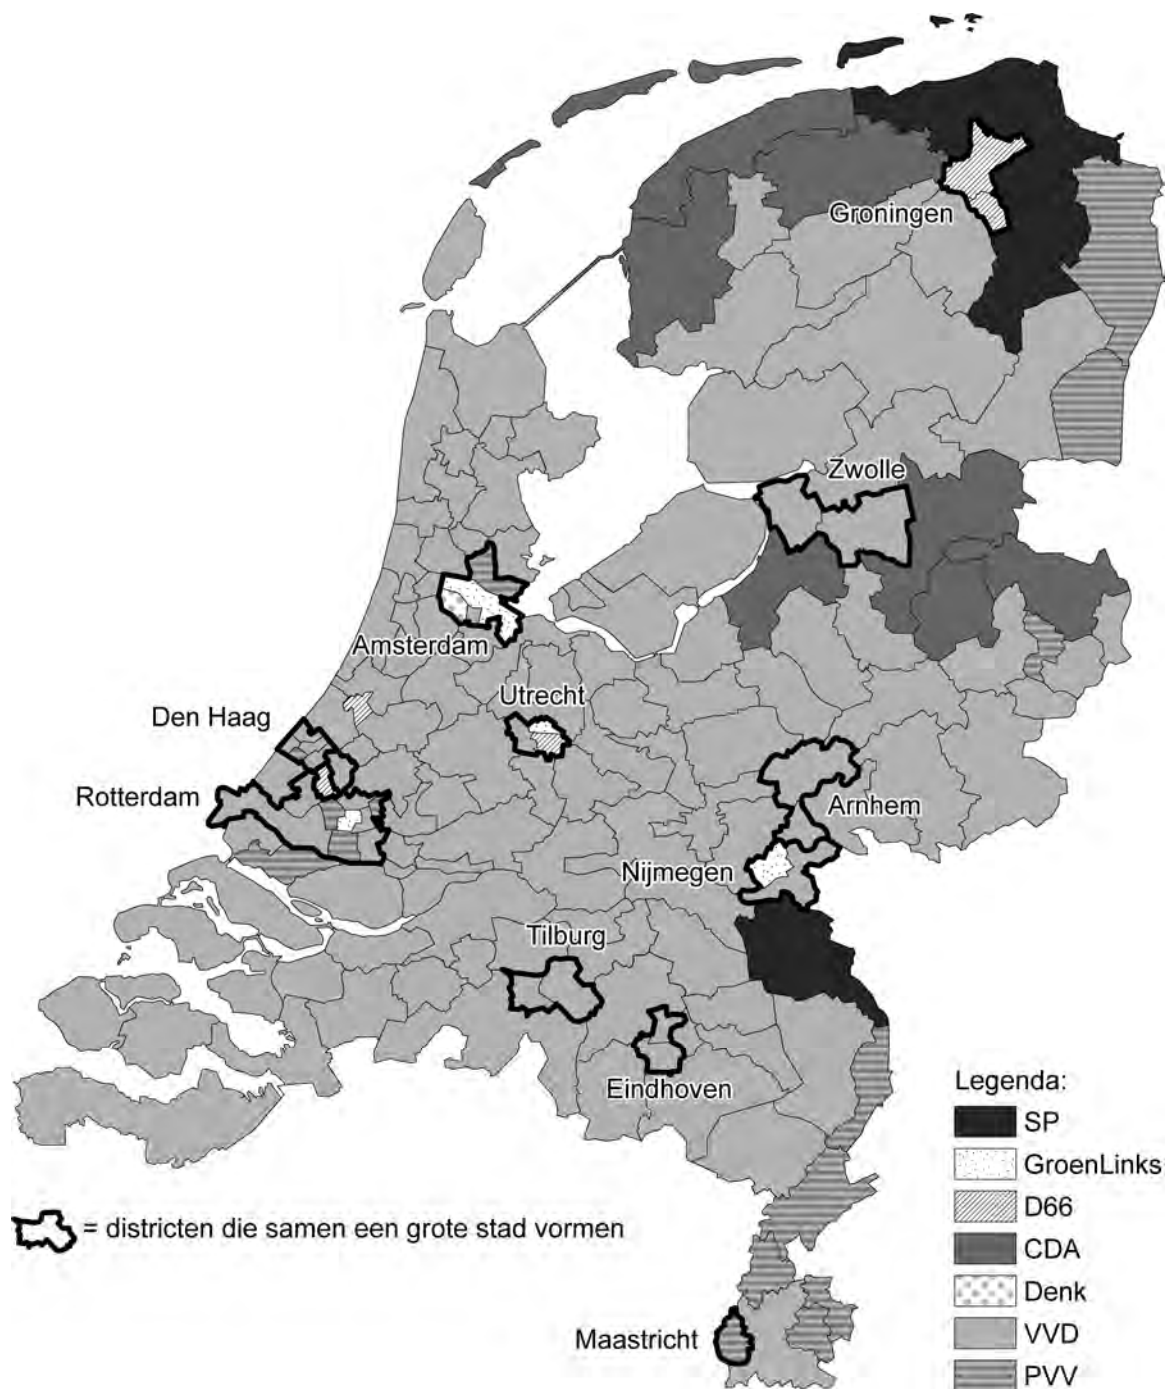 Groningen
Zwolle
Amsterdam
Utrecht
Den Haag
Rotterdam
Arnhem
Nijmegen
Tilburg
Eindhoven
Maastricht
= districten die samen een grote stad vormen
Legenda:
SP
GroenLinks
D66
CDA
Denk
VVD
PVV